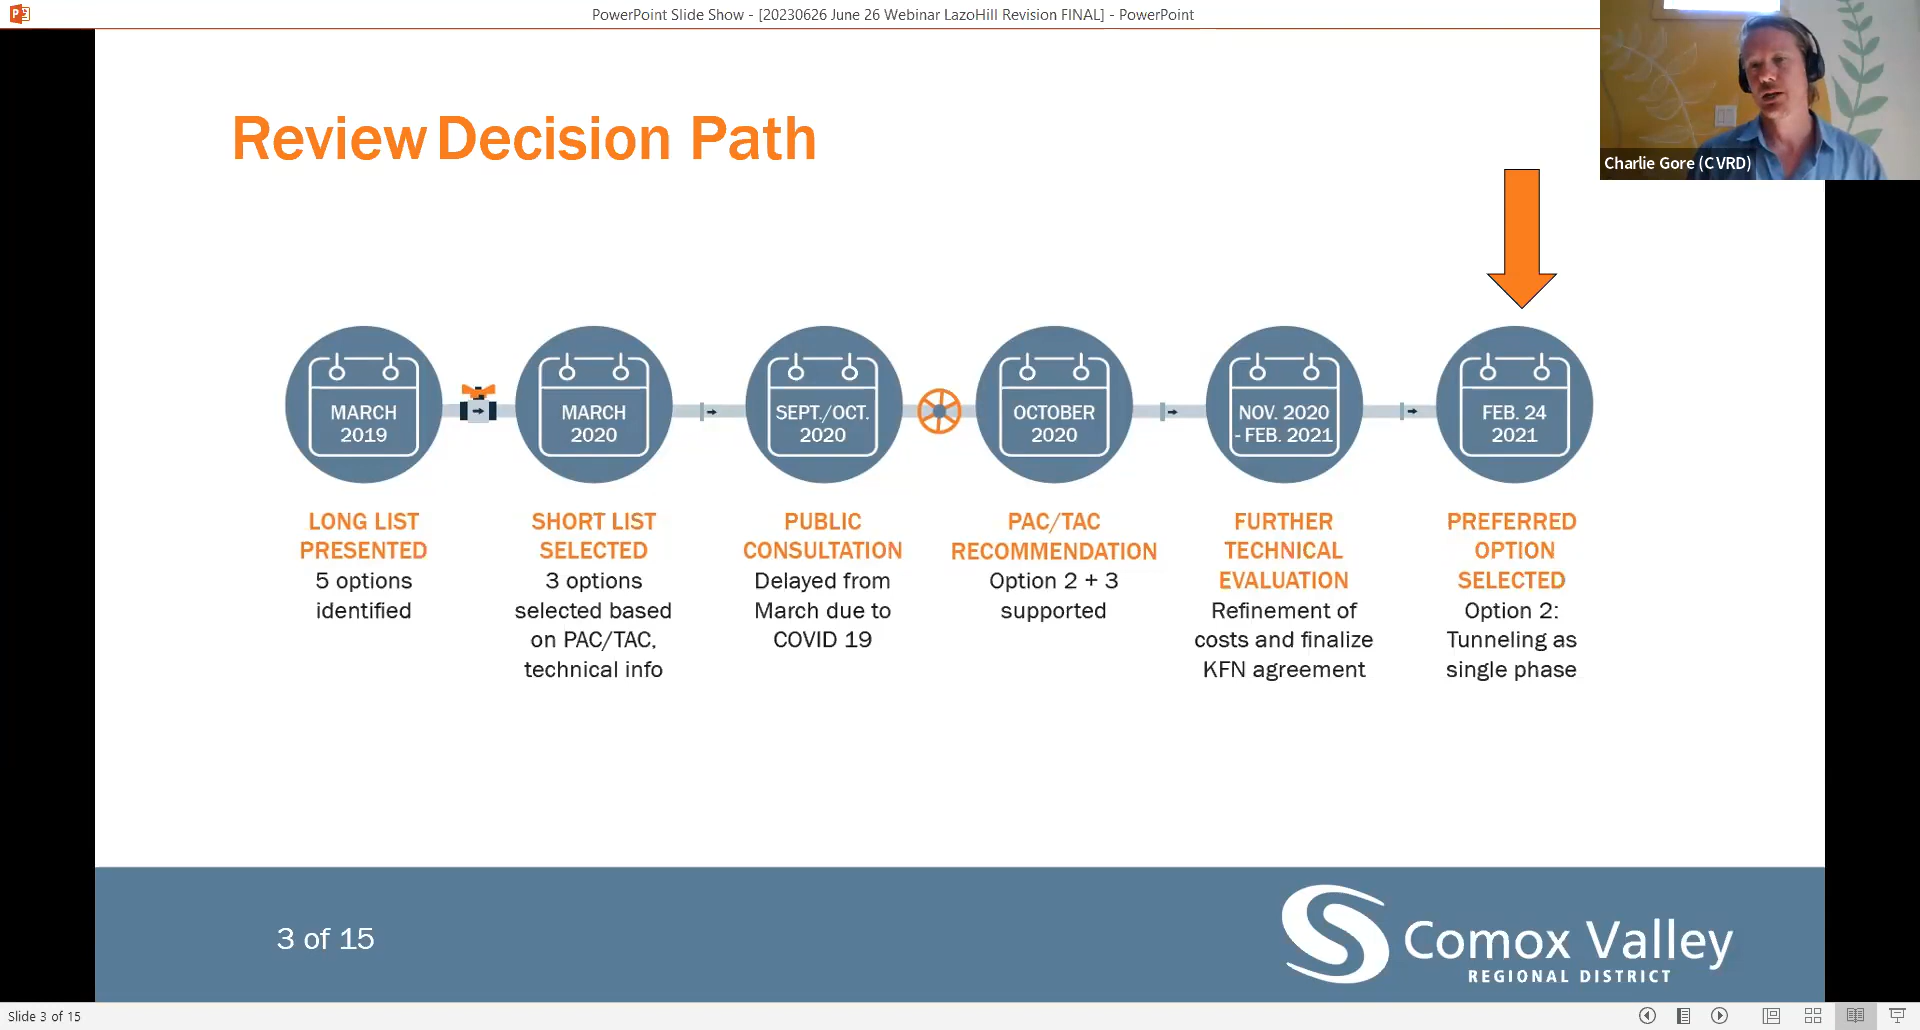 PowerPoint Slide Show - [20230626 June 26 Webinar LazoHill Revision FINAL] - PowerPoint
Charlie Gore (CVRD)
Review Decision Path
MARCH
2019
MARCH
2020
SEPT./OCT.
2020
OCTOBER
2020
NOV. 2020
- FEB. 2021
FEB. 24
2021
LONG LIST
PRESENTED
5 options
identified
SHORT LIST
SELECTED
3 options
selected based
on PAC/TAC,
technical info
PUBLIC
CONSULTATION
Delayed from
March due to
COVID 19
PAC/TAC
RECOMMENDATION
Option 2 + 3
supported
FURTHER
TECHNICAL
EVALUATION
Refinement of
costs and finalize
KFN agreement
PREFERRED
OPTION
SELECTED
Option 2:
Tunneling as
single phase
3 of 15
Comox Valley
REGIONAL DISTRICT
Slide 3 of 15